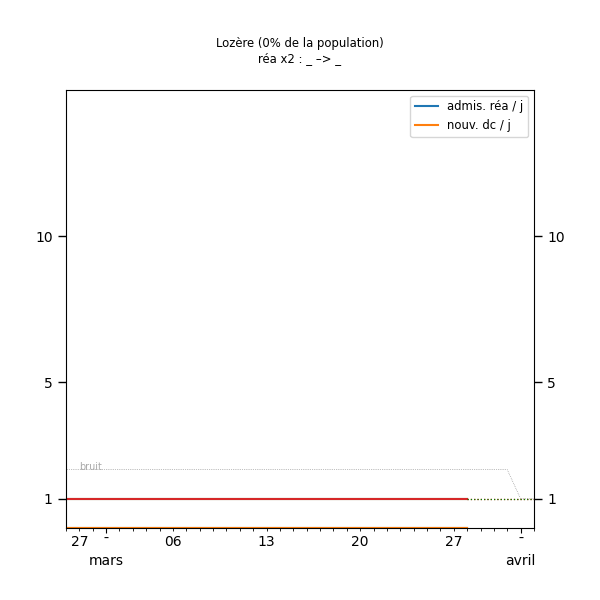 Lozère (0% de la population)
réa x2 : _ –> _
admis. réa / j
nouv. dc / j
10 10
5 5
bruit
1 1
27 - 06 13 20 27 -
mars avril